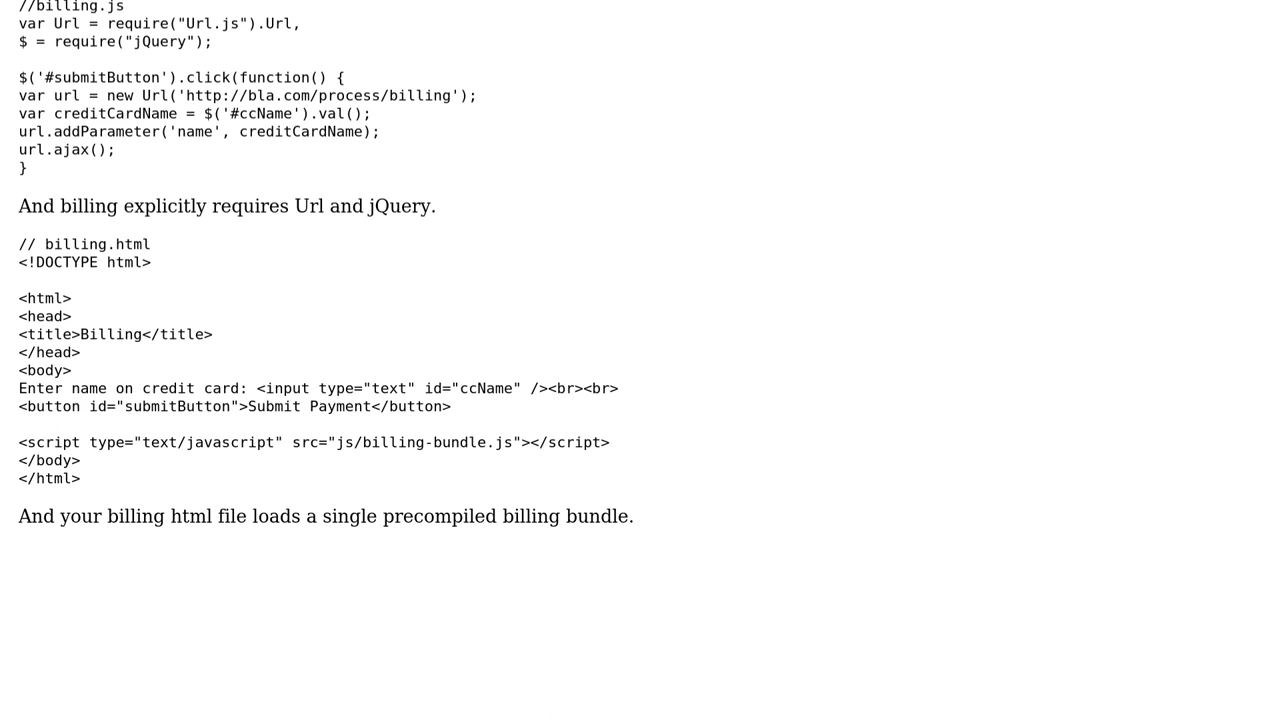 //billing.js
var Url = require("Url.js").Url,
$ = require("jQuery");

$('#submitButton').click(function() {
var url = new Url('http://bla.com/process/billing');
var creditCardName = $('#ccName').val();
url.addParameter('name', creditCardName);
url.ajax();
}

And billing explicitly requires Url and jQuery.

// billing.html
<!DOCTYPE html>

<html>
<head>
<title>Billing</title>
</head>
<body>
Enter name on credit card: <input type="text" id="ccName" /><br><br>
<button id="submitButton">Submit Payment</button>

<script type="text/javascript" src="js/billing-bundle.js"></script>
</body>
</html>

And your billing html file loads a single precompiled billing bundle.